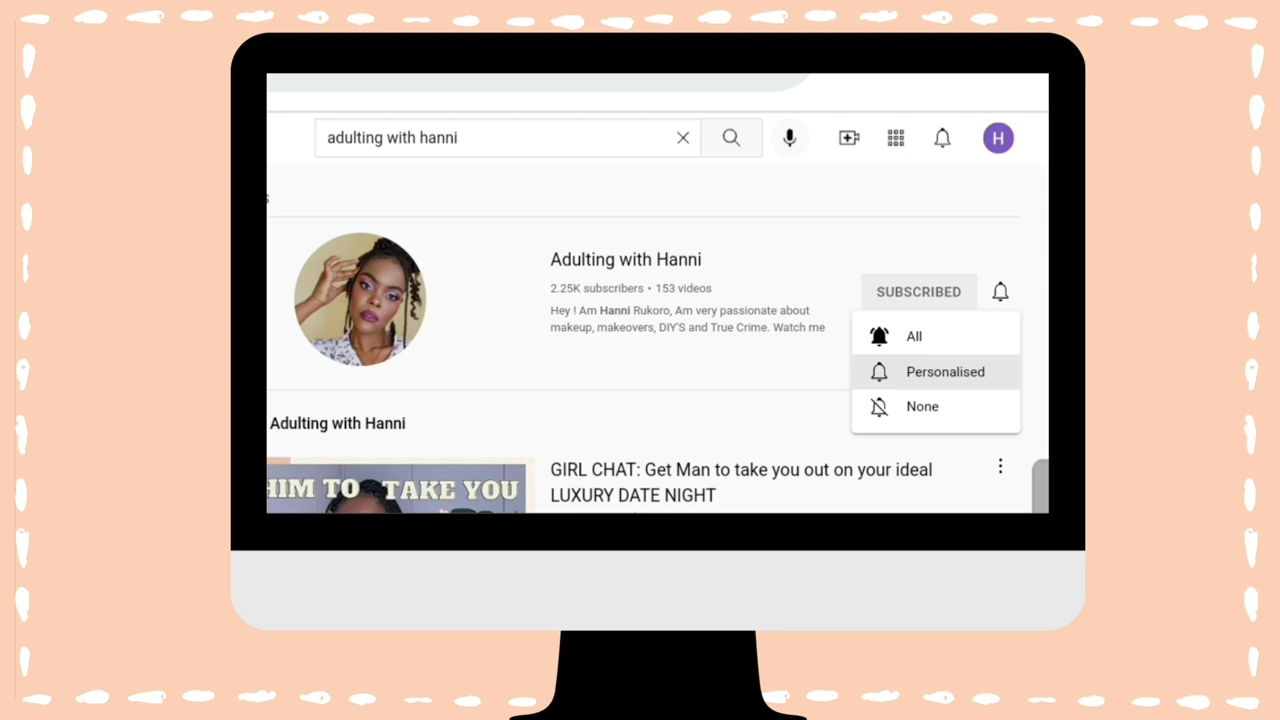 adulting with hanni
H
Adulting with Hanni
2.25K subscribers • 153 videos
Hey ! Am Hanni Rukoro, Am very passionate about
makeup, makeovers, DIY'S and True Crime. Watch me
SUBSCRIBED
All
Personalised
None
Adulting with Hanni
HIM TO TAKE YOU
GIRL CHAT: Get Man to take you out on your ideal
LUXURY DATE NIGHT